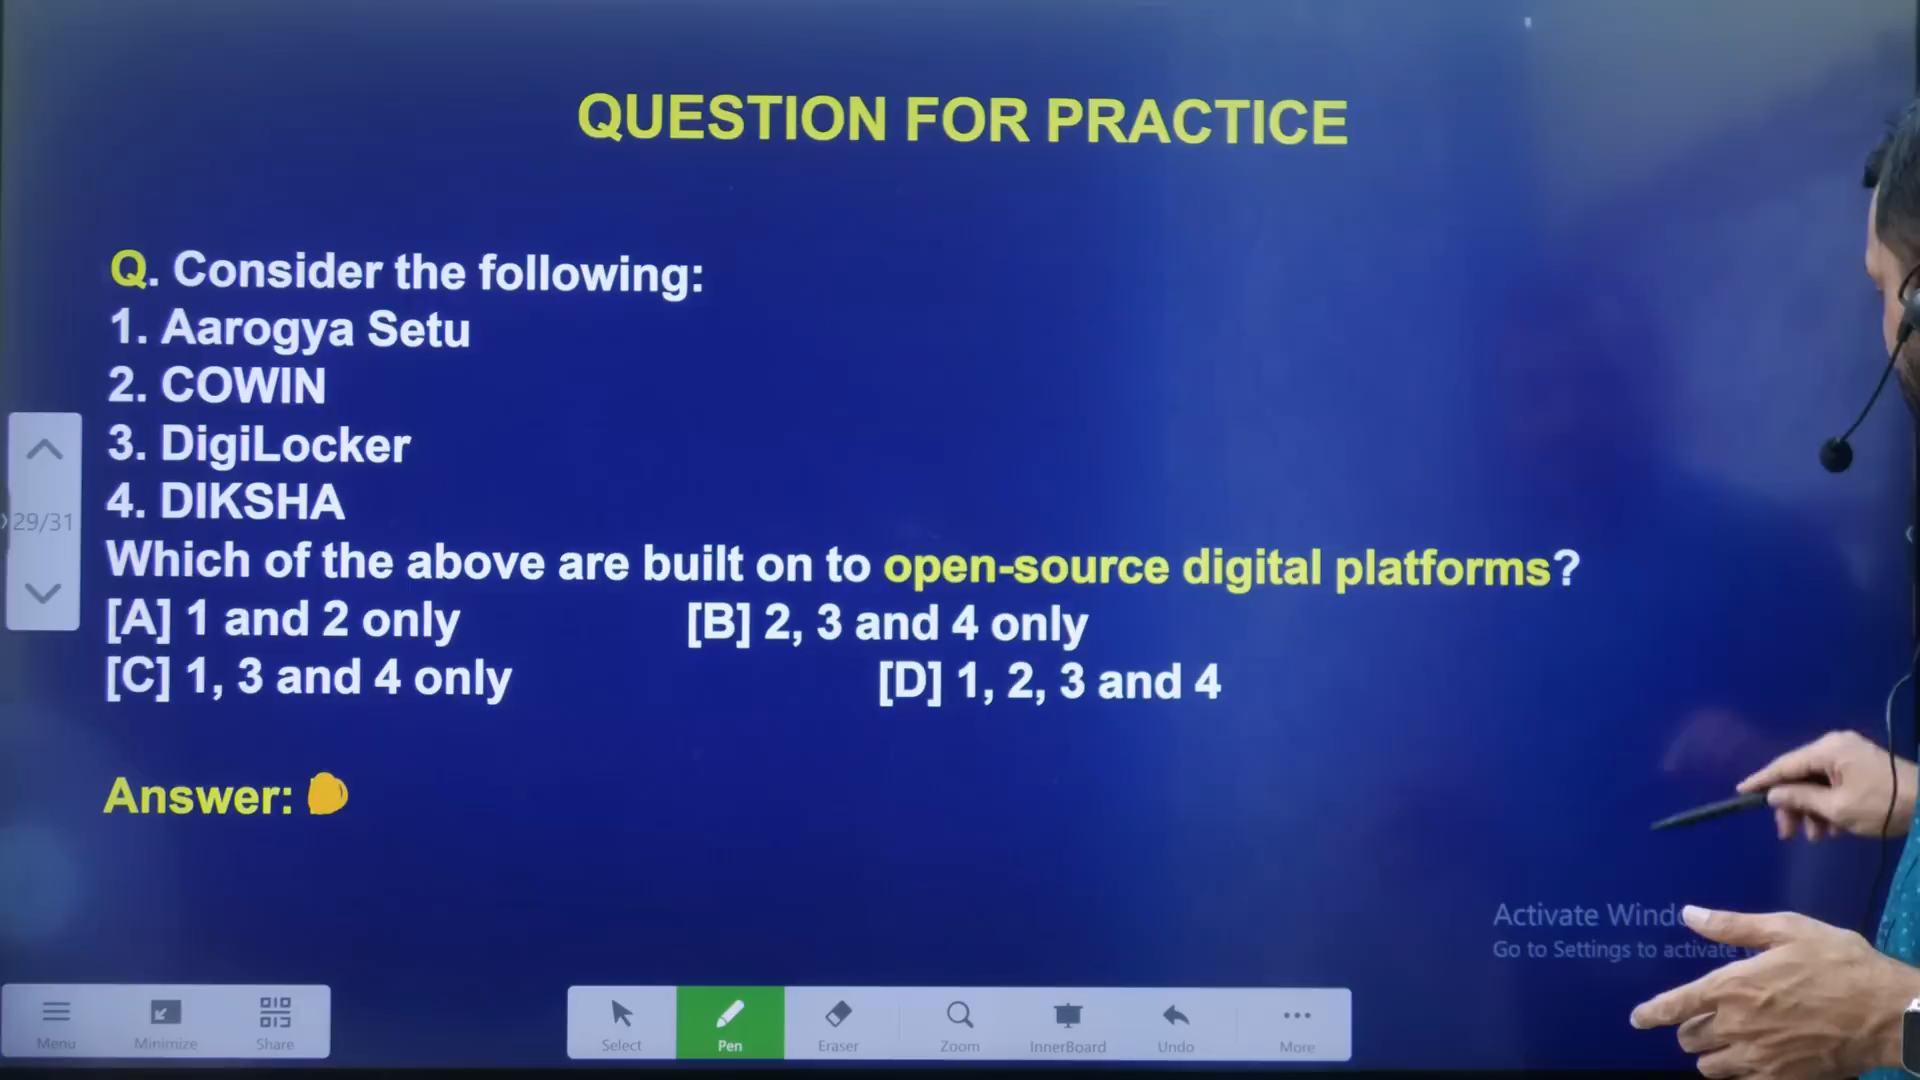 QUESTION FOR PRACTICE
Q. Consider the following:
1. Aarogya Setu
2. COWIN
3. DigiLocker
4. DIKSHA
Which of the above are built on to open-source digital platforms?
[A] 1 and 2 only [B] 2, 3 and 4 only
[C] 1, 3 and 4 only [D] 1, 2, 3 and 4
Answer:
29/31
Activate
Go to Settings to activate
Menu Minimize Share Select Pen Eraser Zoom InnerBoard Undo More